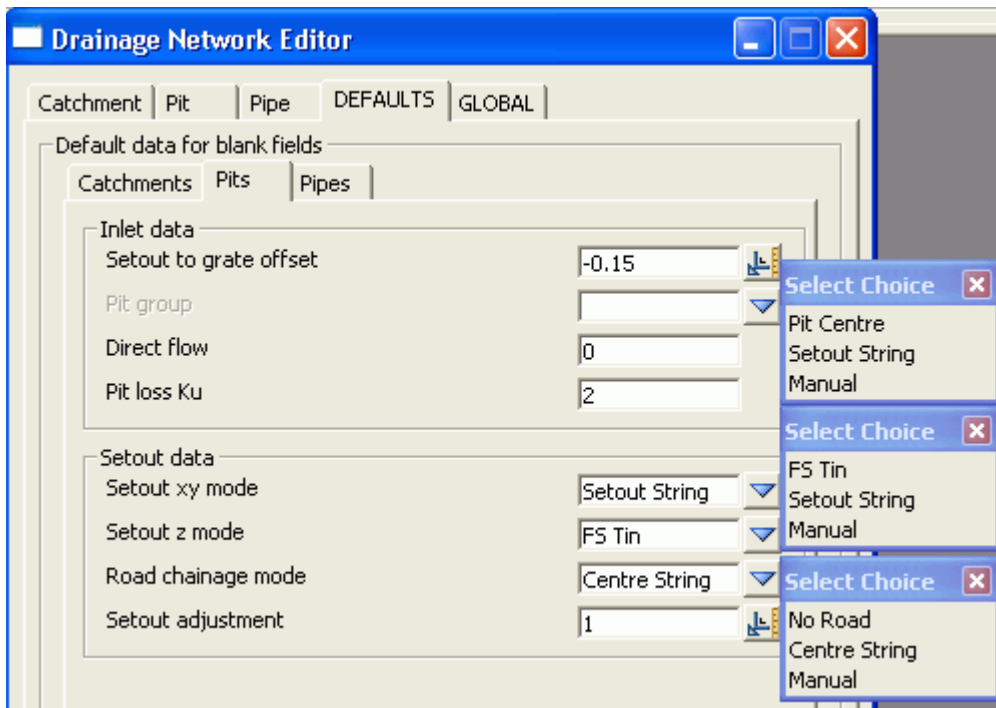 Drainage Network Editor
Catchment Pit Pipe DEFAULTS GLOBAL
Default data for blank fields
Catchments Pits Pipes
Inlet data
Setout to grate offset -0.15
Pit group
Direct flow 0
Pit loss Ku 2
Setout data
Setout xy mode Setout String
Setout z mode FS Tin
Road chainage mode Centre String
Setout adjustment 1
Select Choice
Pit Centre
Setout String
Manual
Select Choice
FS Tin
Setout String
Manual
Select Choice
No Road
Centre String
Manual